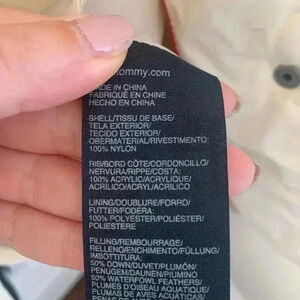 tommy.com
MADE IN CHINA
FABRIQUÉ EN CHINE
HECHO EN CHINA
SHELL/TISSU DE BASE/
TELA EXTERIOR/
TECIDO EXTERIOR/
OBERMATERIAL/RIVESTIMENTO:
100% NYLON
RIB/BORD CÔTE/CORDONCILLO/
NERVURA/RIPPE/COSTA:
100% ACRYLIC/ACRYLIQUE/
ACRÍLICO/ACRYL/ACRILICO
LINING/DOUBLURE/FORRO/
FUTTER/FODERA:
100% POLYESTER/POLIÉSTER/
POLIESTERE
FILLING/REMBOURRAGE/
RELLENO/ENCHIMENTO/FÜLLUNG/
IMBOTTITURA:
50% DOWN/DUVET/PLUMÓN/
PENUGEM/DAUNEN/PIUMINO
50% WATERFOWL FEATHERS/
PLUMES D'OISEAU AQUATIQUE/
PLUMAS DE AVES ACUÁTICAS/